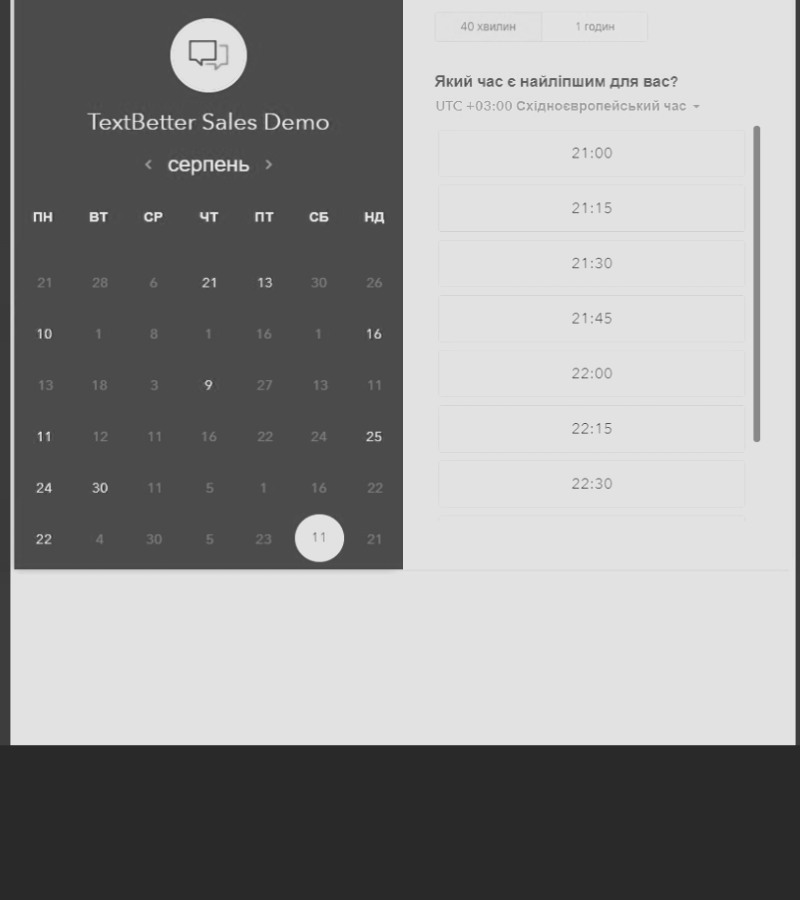 TextBetter Sales Demo
серпень
ПН ВТ СР ЧТ ПТ СБ НД
21 28 6 21 13 30 26
10 1 8 1 16 1 16
13 18 3 9 27 13 11
11 12 11 16 22 24 25
24 30 11 5 1 16 22
22 4 30 5 23 11 21
40 хвилин 1 годин
Який час є найліпшим для вас?
UTC +03:00 Східноєвропейський час
21:00
21:15
21:30
21:45
22:00
22:15
22:30